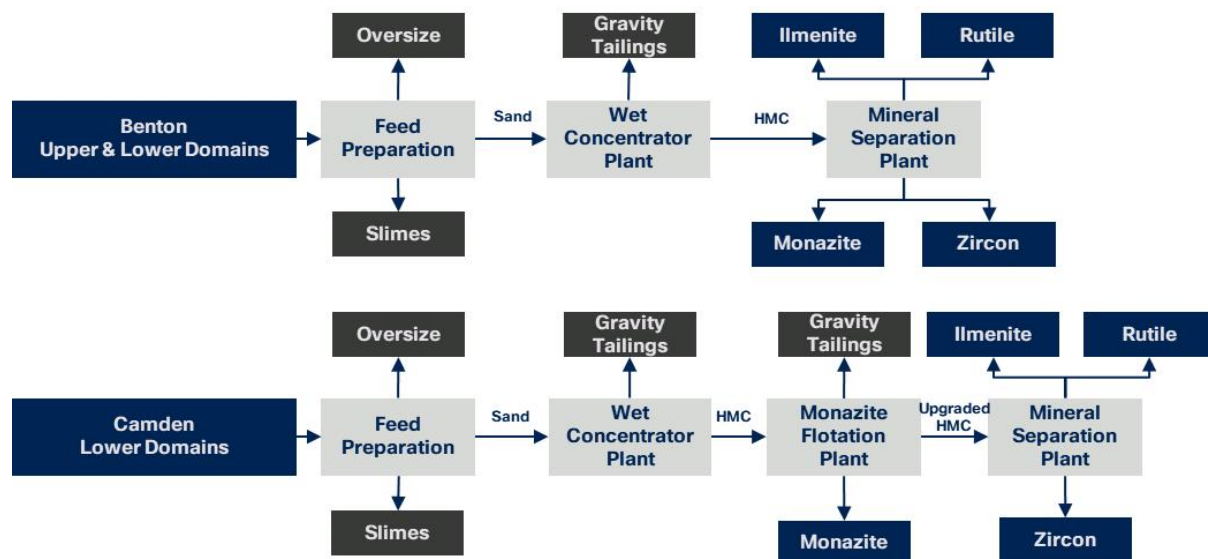 Oversize
Gravity
Tailings
Ilmenite
Rutile
Benton
Upper & Lower Domains
Feed
Preparation
Sand
Wet
Concentrator
Plant
HMC
Mineral
Separation
Plant
Slimes
Monazite
Zircon
Oversize
Gravity
Tailings
Gravity
Tailings
Ilmenite
Rutile
Camden
Lower Domains
Feed
Preparation
Sand
Wet
Concentrator
Plant
HMC
Monazite
Flotation
Plant
Upgraded
HMC
Mineral
Separation
Plant
Slimes
Monazite
Zircon